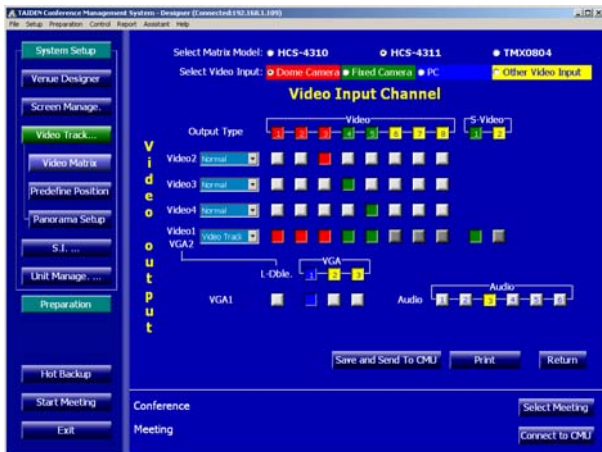 TAIDEN Conference Management System - Designer (Connected:192.168.1.109)
File Setup Preparation Control Report Assistant Help
System Setup
Venue Designer
Screen Manage.
Video Track...
Video Matrix
Predefine Position
Panorama Setup
S.I. ...
Unit Manage. ...
Preparation
Hot Backup
Start Meeting
Exit
Select Matrix Model: HCS-4310 HCS-4311 TMX0804
Select Video Input: Dome Camera Fixed Camera PC Other Video Input
Video Input Channel
Video output
Output Type Video S-Video
1 2 3 4 5 6 7 8 1 2
Video2 Normal
Video3 Normal
Video4 Normal
Video1 Video Track
VGA2
L-Dble. VGA
1 2 3
VGA1
Audio Audio
1 2 3 4 5 6
Save and Send To CMU Print Return
Conference
Select Meeting
Meeting
Connect to CMU